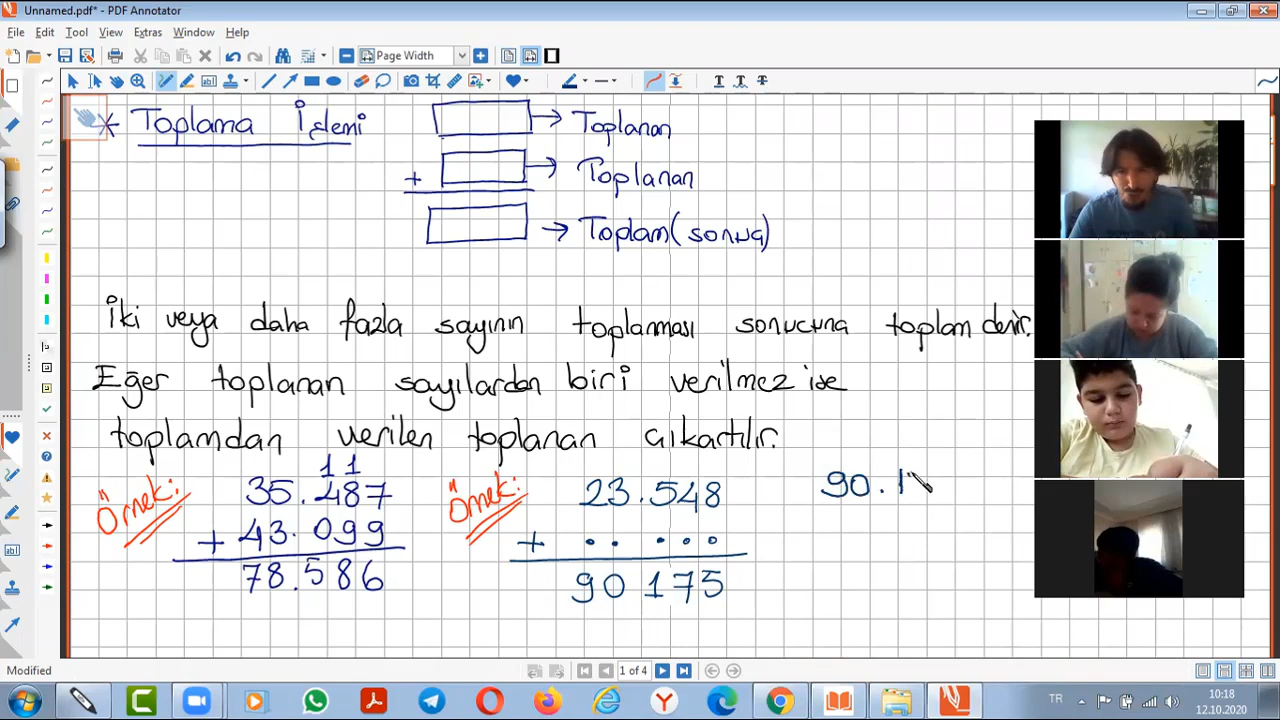 Unnamed.pdf* - PDF Annotator
File Edit Tool View Extras Window Help
Page Width
* Toplama İşlemi
→ Toplanan
+ → Toplanan
→ Toplam (sonuç)
İki veya daha fazla sayının toplanması sonucuna toplam denir.
Eğer toplanan sayılardan biri verilmez ise
toplamdan verilen toplanan çıkartılır.
Örnek:
1 1
35.487
+ 43.099
78.586
Örnek:
23.548
+ .. ...
90 175
90.1
Modified
1 of 4
TR
10:18
12.10.2020